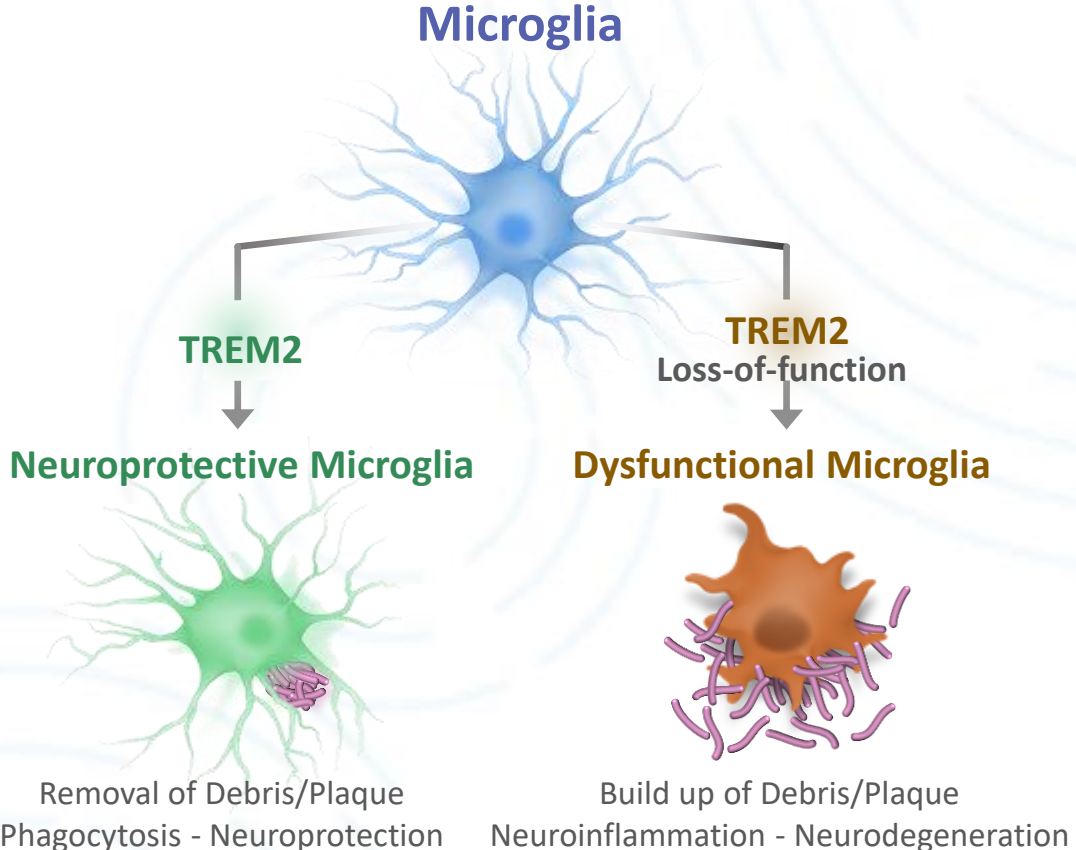 Microglia
TREM2
TREM2
Loss-of-function
Neuroprotective Microglia
Dysfunctional Microglia
Removal of Debris/Plaque
Phagocytosis - Neuroprotection
Build up of Debris/Plaque
Neuroinflammation - Neurodegeneration